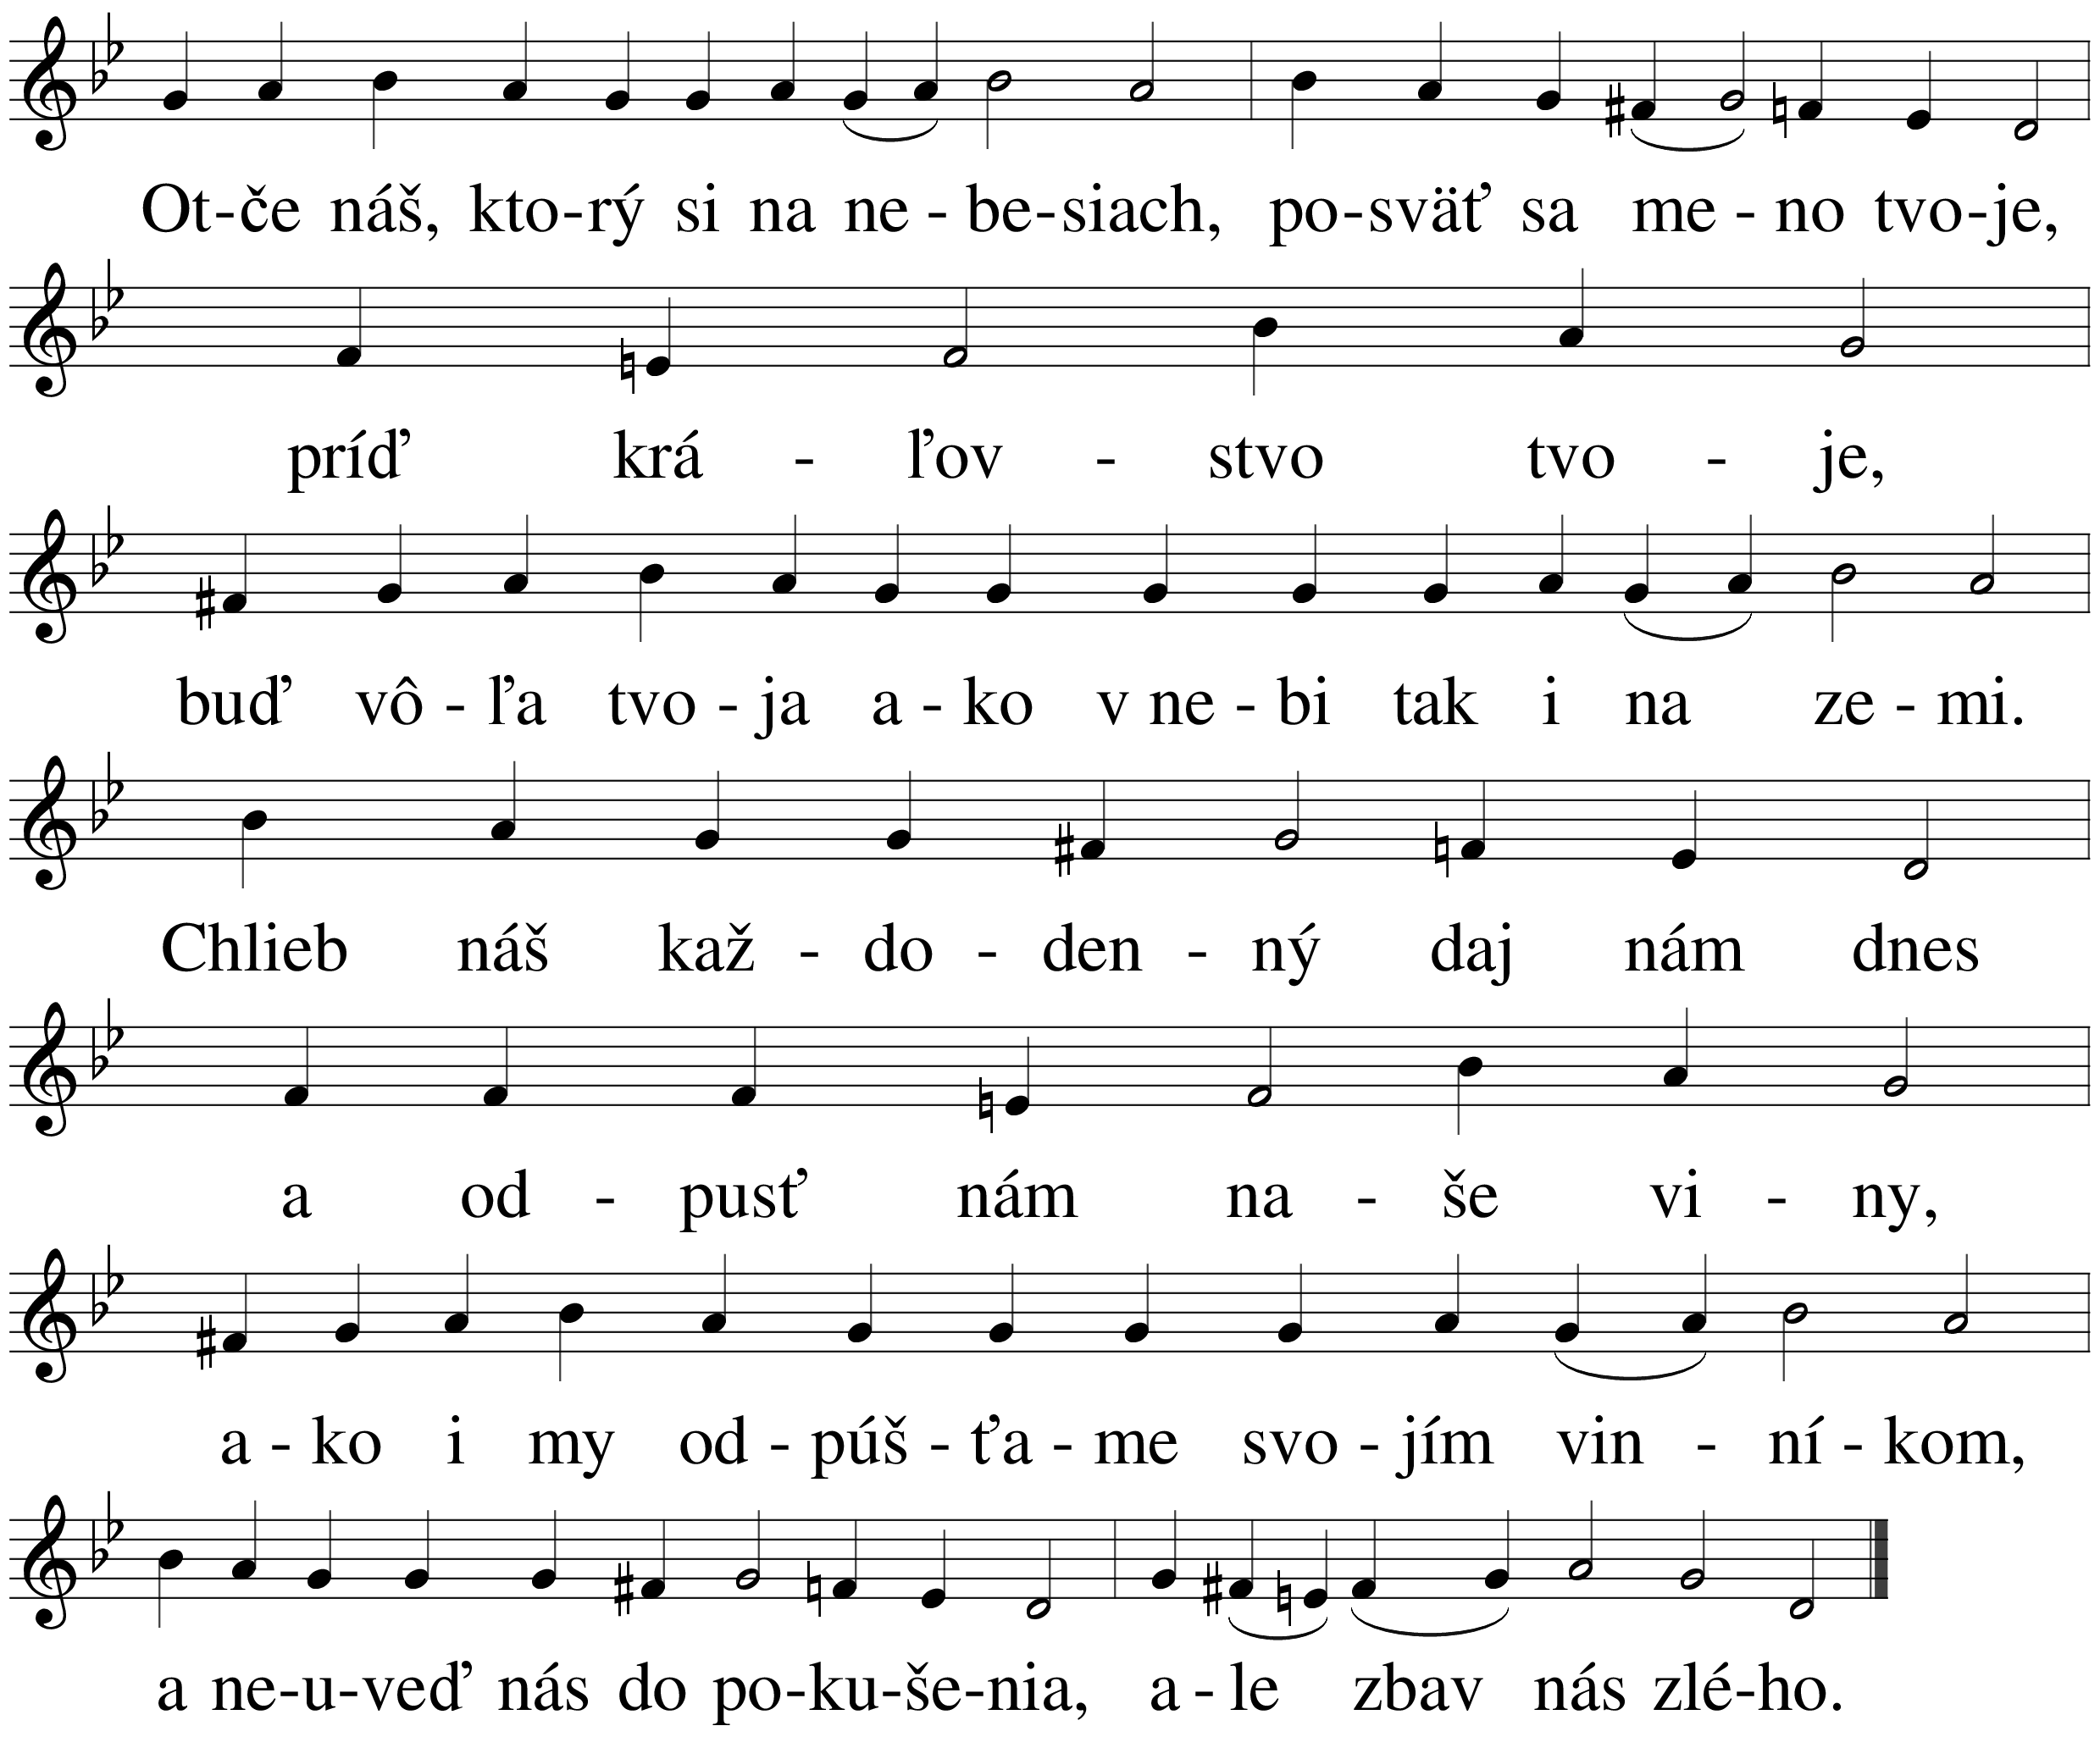 Ot-če náš, kto-rý si na ne - be-siach, po-sväť sa me - no tvo-je,
príď krá - ľov - stvo tvo - je,
buď vô - ľa tvo - ja a - ko v ne - bi tak i na ze - mi.
Chlieb náš kaž - do - den - ný daj nám dnes
a od - pusť nám na - še vi - ny,
a - ko i my od - púš - ťa - me svo - jím vin - ní - kom,
a ne-u-veď nás do po-ku-še-nia, a - le zbav nás zlé-ho.